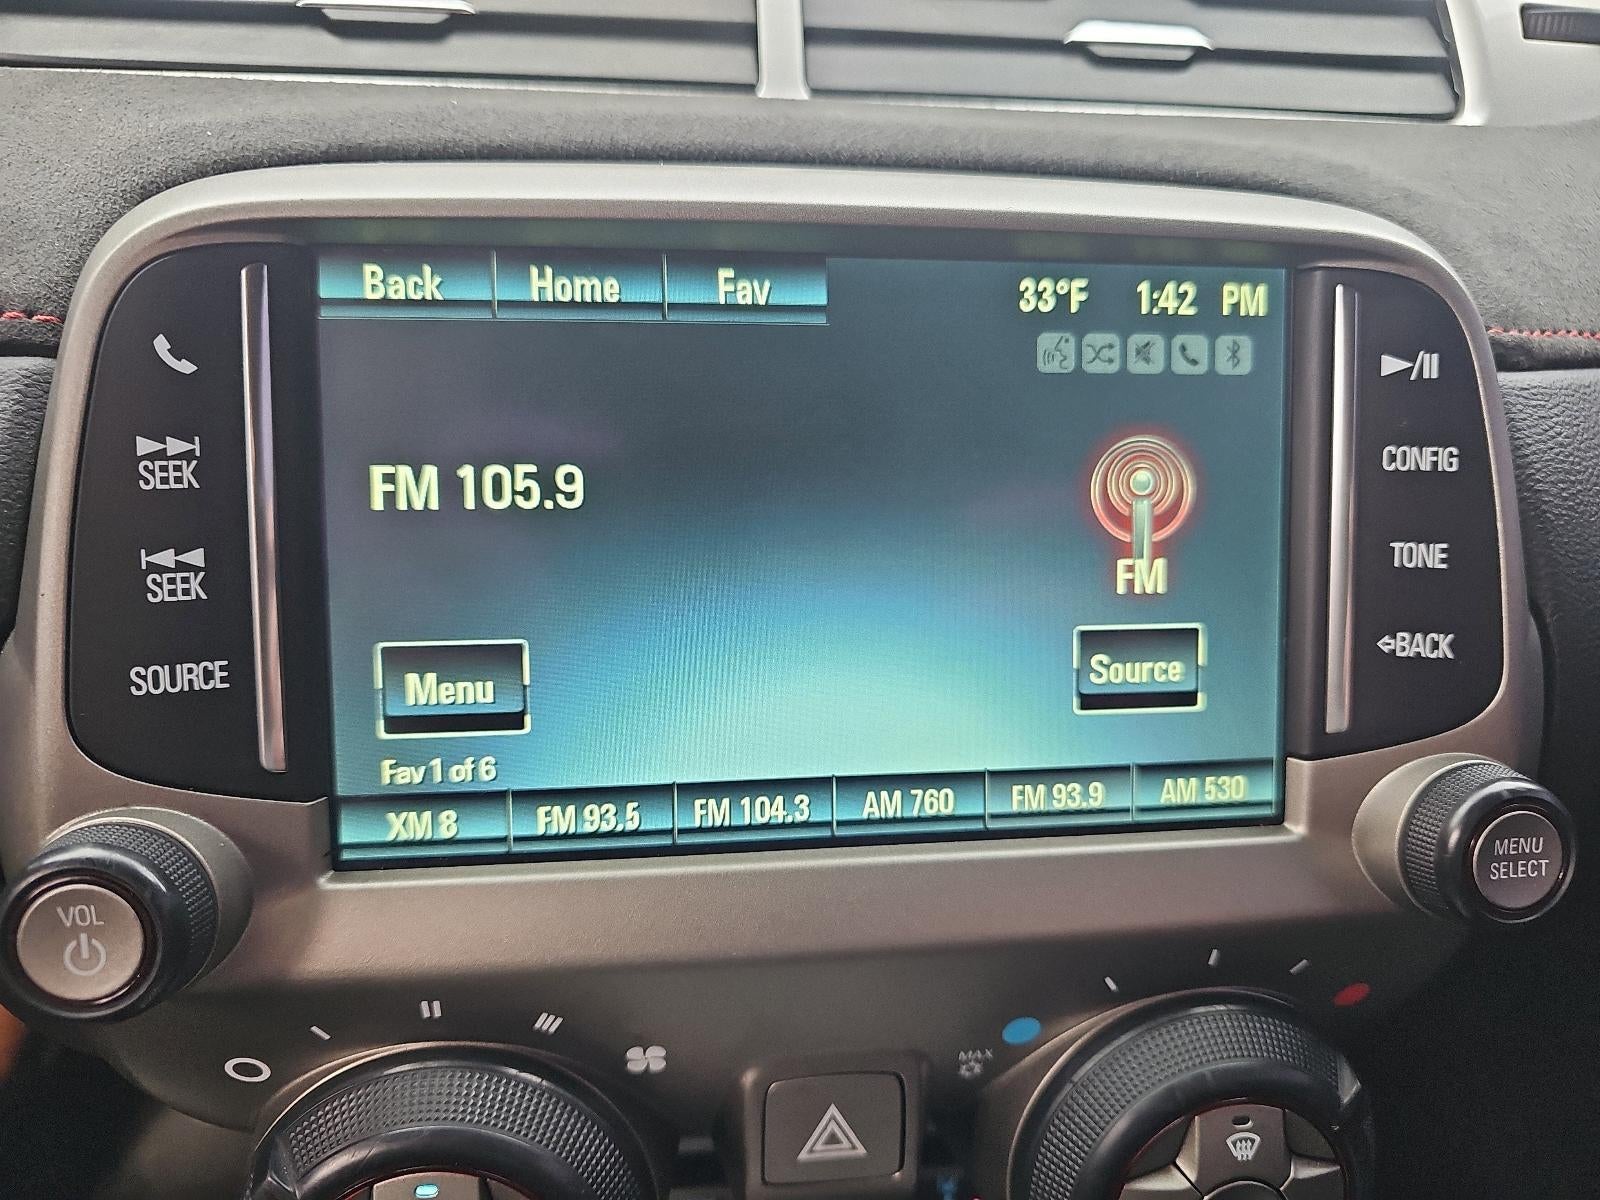 Back Home Fav 33°F 1:42 PM
FM 105.9
FM
Menu Source
Fav 1 of 6
XM 8 FM 93.5 FM 104.3 AM 760 FM 93.9 AM 530
SEEK
SEEK
SOURCE
CONFIG
TONE
BACK
VOL
MENU
SELECT
MAX